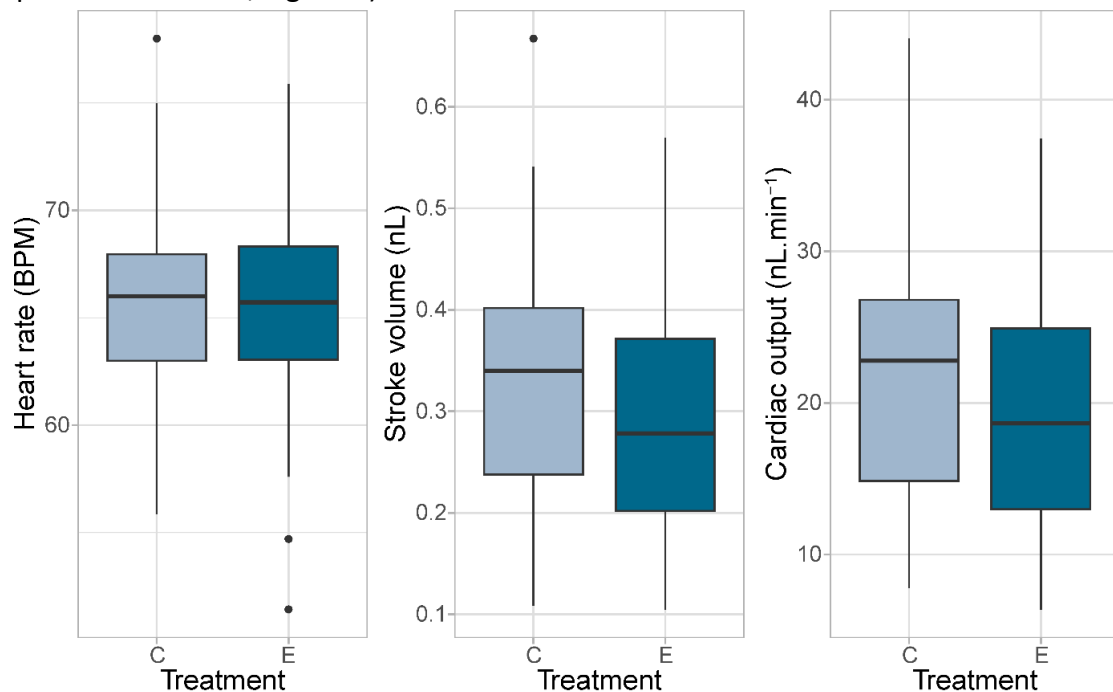 Heart rate (BPM)
70
60
C
E
Treatment
Stroke volume (nL)
0.6
0.5
0.4
0.3
0.2
0.1
C
E
Treatment
Cardiac output (nL.min⁻¹)
40
30
20
10
C
E
Treatment